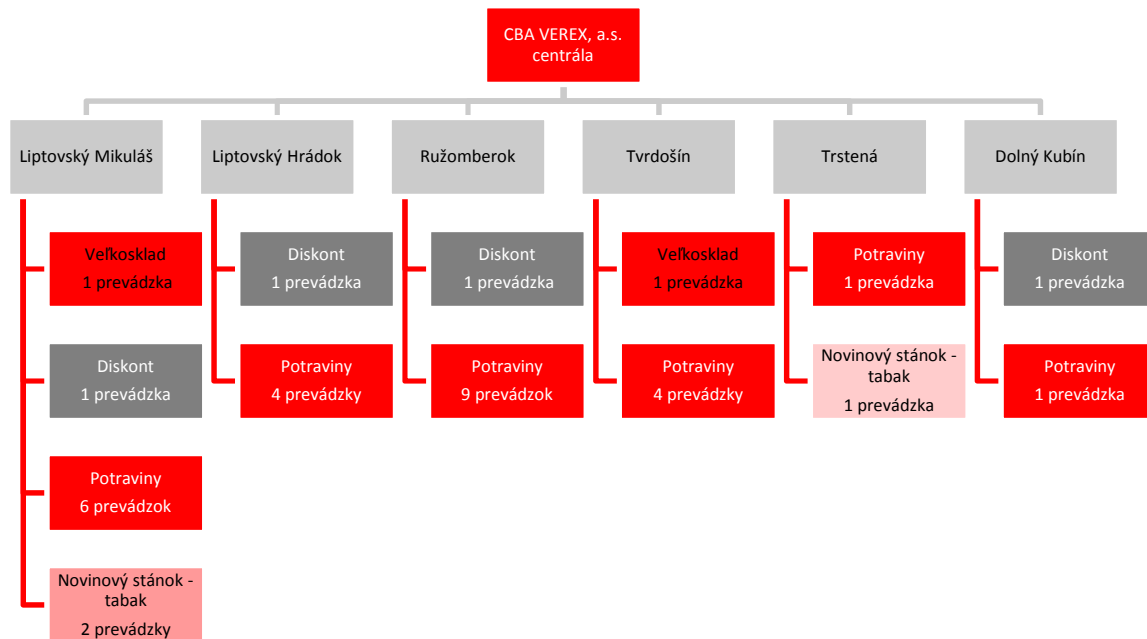 CBA VEREX, a.s.
centrála
Liptovský Mikuláš
Liptovský Hrádok
Ružomberok
Tvrdošín
Trstená
Dolný Kubín
Veľkosklad
1 prevádzka
Diskont
1 prevádzka
Potraviny
6 prevádzok
Novinový stánok -
tabak
2 prevádzky
Diskont
1 prevádzka
Potraviny
4 prevádzky
Diskont
1 prevádzka
Potraviny
9 prevádzok
Veľkosklad
1 prevádzka
Potraviny
4 prevádzky
Potraviny
1 prevádzka
Novinový stánok -
tabak
1 prevádzka
Diskont
1 prevádzka
Potraviny
1 prevádzka